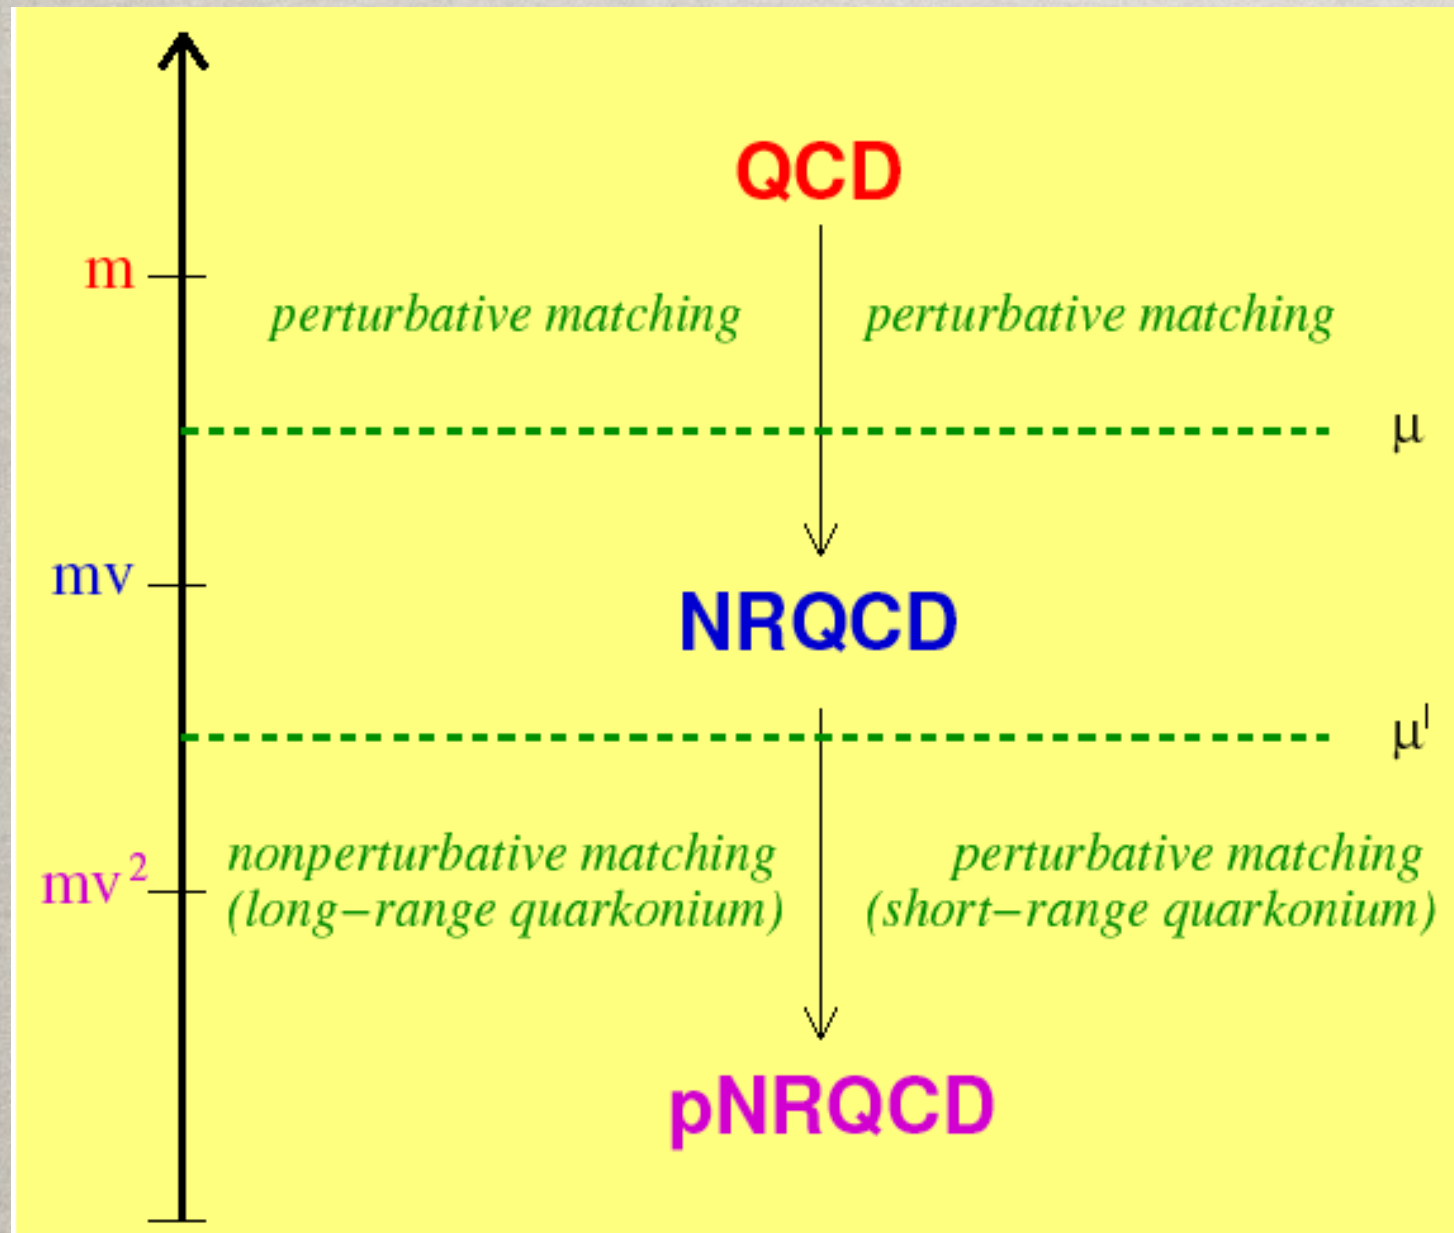 QCD
m
perturbative matching perturbative matching
μ
mv
NRQCD
μ'
nonperturbative matching perturbative matching
mv²
(long−range quarkonium) (short−range quarkonium)
pNRQCD